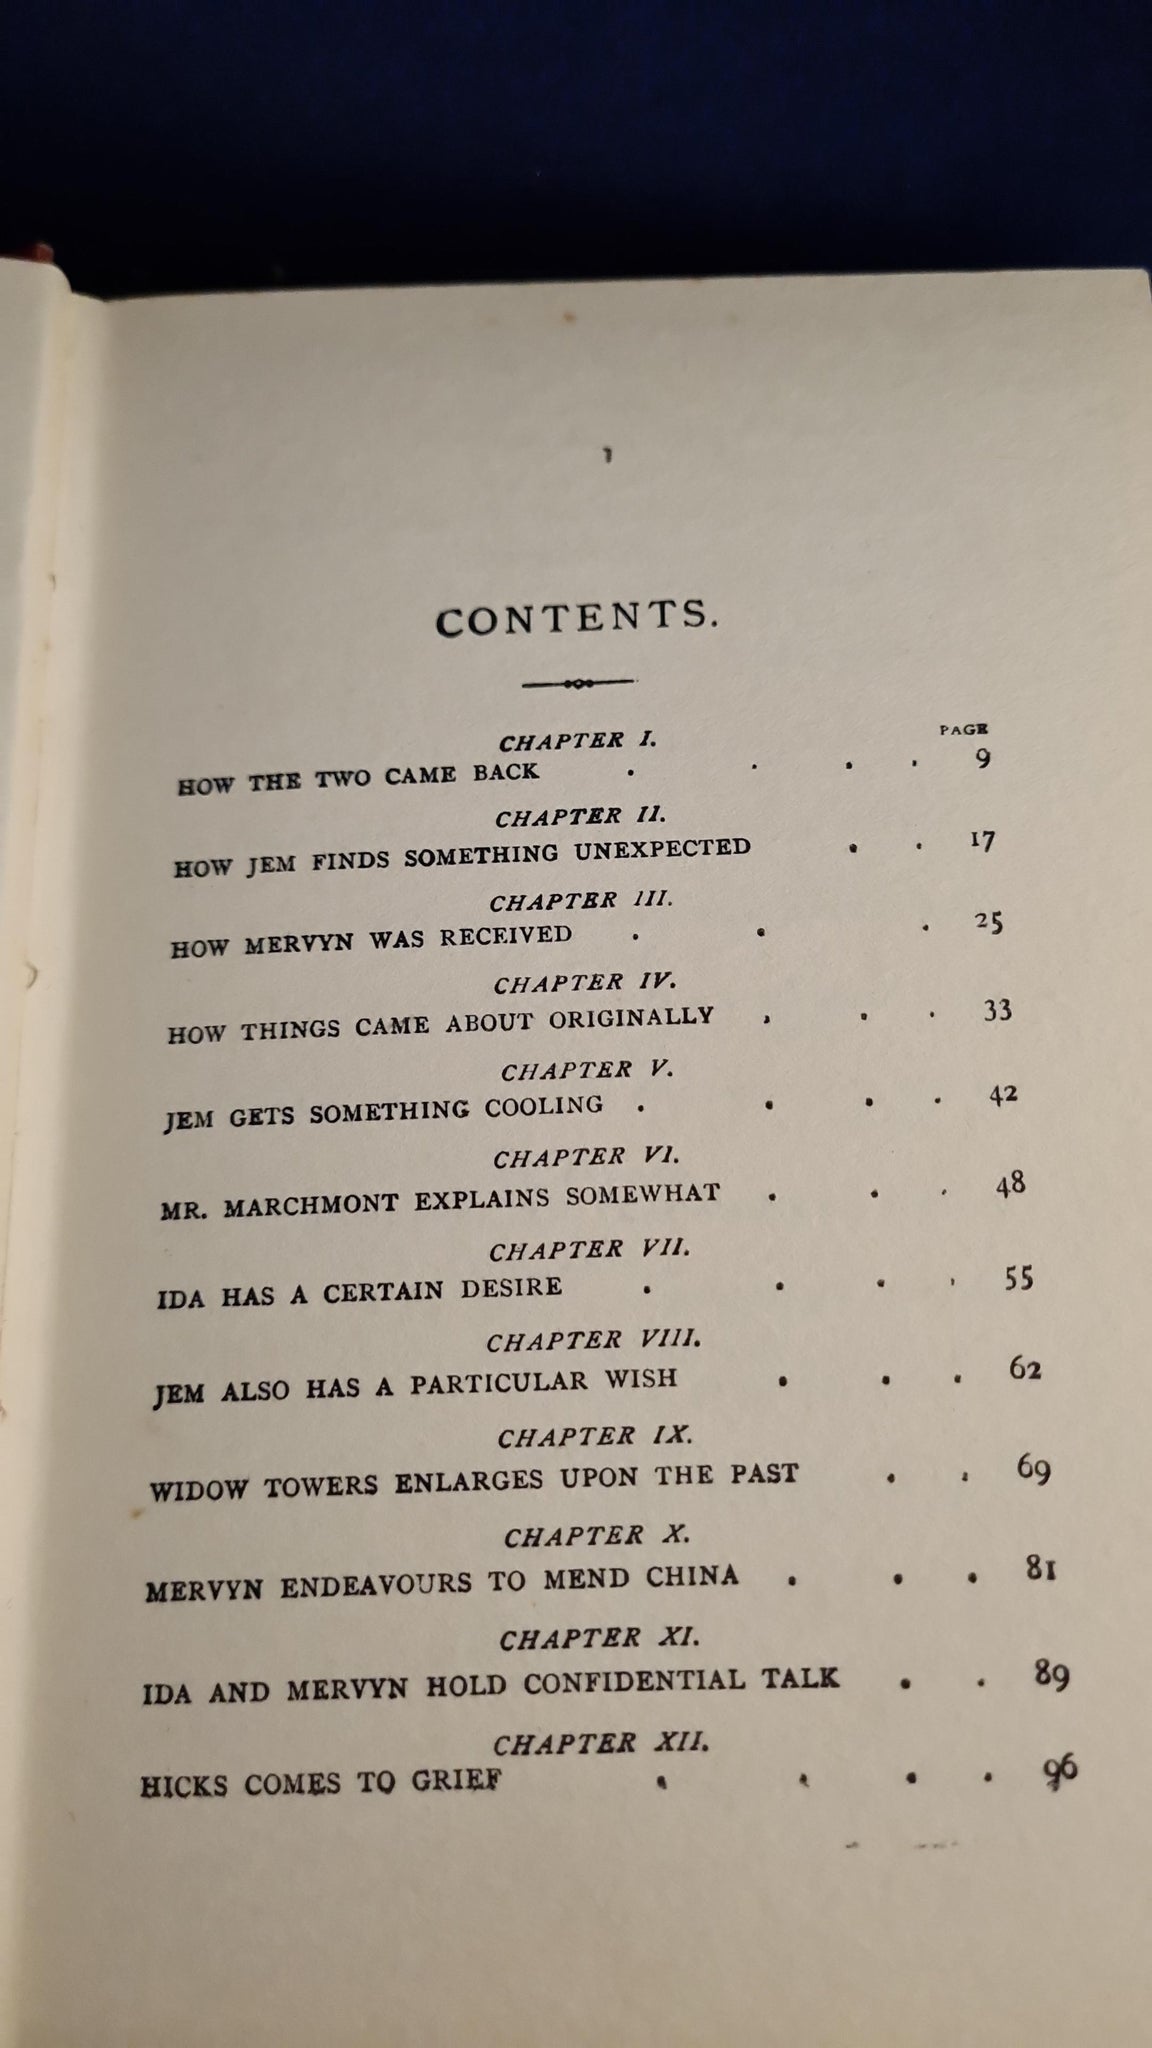 CONTENTS.
CHAPTER I.
PAGE
HOW THE TWO CAME BACK . . . . 9
CHAPTER II.
HOW JEM FINDS SOMETHING UNEXPECTED . . 17
CHAPTER III.
HOW MERVYN WAS RECEIVED . . . 25
CHAPTER IV.
HOW THINGS CAME ABOUT ORIGINALLY . . . 33
CHAPTER V.
JEM GETS SOMETHING COOLING . . . . 42
CHAPTER VI.
MR. MARCHMONT EXPLAINS SOMEWHAT . . . 48
CHAPTER VII.
IDA HAS A CERTAIN DESIRE . . . . 55
CHAPTER VIII.
JEM ALSO HAS A PARTICULAR WISH . . . 62
CHAPTER IX.
WIDOW TOWERS ENLARGES UPON THE PAST . . 69
CHAPTER X.
MERVYN ENDEAVOURS TO MEND CHINA . . . 81
CHAPTER XI.
IDA AND MERVYN HOLD CONFIDENTIAL TALK . . 89
CHAPTER XII.
HICKS COMES TO GRIEF . . . . 96